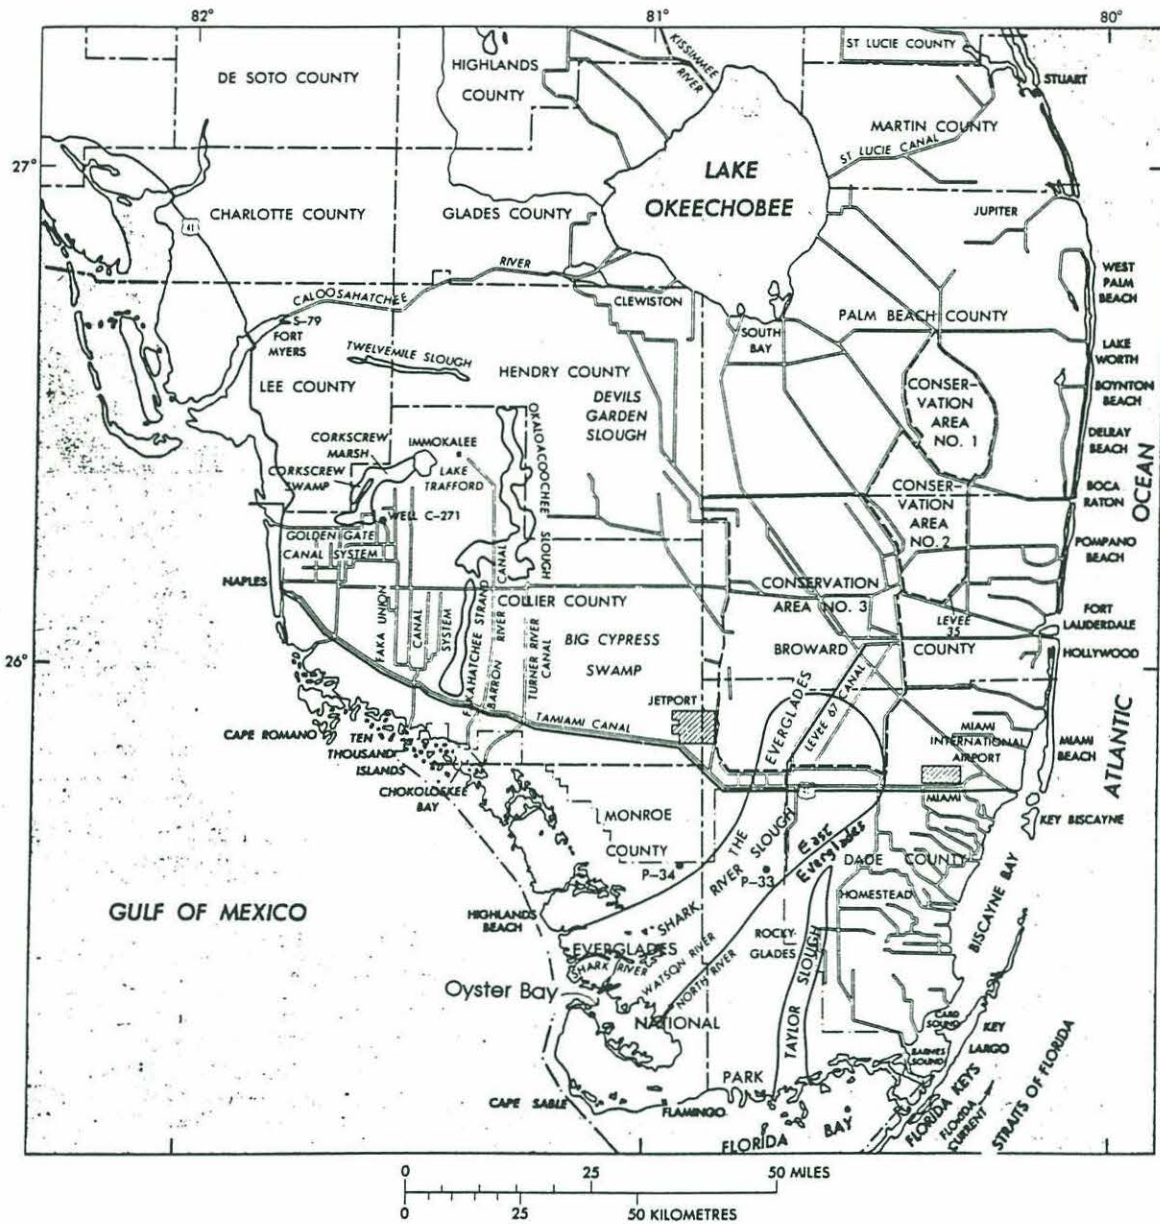 82°
81°
80°
27°
26°
DE SOTO COUNTY
HIGHLANDS
COUNTY
KISSIMMEE
RIVER
ST LUCIE COUNTY
STUART
MARTIN COUNTY
ST LUCIE CANAL
LAKE
OKEECHOBEE
CHARLOTTE COUNTY
41
GLADES COUNTY
JUPITER
RIVER
CALOOSAHATCHEE
CLEWISTON
WEST
PALM
BEACH
PALM BEACH COUNTY
SOUTH
BAY
S-79
FORT
MYERS
TWELVEMILE SLOUGH
LEE COUNTY
HENDRY COUNTY
DEVILS
GARDEN
SLOUGH
LAKE
WORTH
BOYNTON
BEACH
CONSER-
VATION
AREA
NO. 1
DELRAY
BEACH
OKALOACOOCHEE SLOUGH
CORKSCREW
MARSH
IMMOKALEE
CORKSCREW
SWAMP
LAKE
TRAFFORD
WELL C-271
GOLDEN GATE
CANAL SYSTEM
CONSER-
VATION
AREA
NO. 2
BOCA
RATON
OCEAN
POMPANO
BEACH
NAPLES
FAKA UNION
CANAL
SYSTEM
FAKAHATCHEE STRAND
BARRON RIVER CANAL
TURNER RIVER
CANAL
COLLIER COUNTY
BIG CYPRESS
SWAMP
CONSERVATION
AREA NO. 3
LEVEE
35
FORT
LAUDERDALE
BROWARD COUNTY
HOLLYWOOD
JETPORT
TAMIAMI CANAL
THE EVERGLADES
LEVEE 67 CANAL
MIAMI
INTERNATIONAL
AIRPORT
MIAMI
BEACH
ATLANTIC
CAPE ROMANO
TEN
THOUSAND
ISLANDS
CHOKOLOSKEE
BAY
MIAMI
KEY BISCAYNE
MONROE
COUNTY
P-34
P-33
SHARK RIVER SLOUGH
East
Everglades
DADE COUNTY
HOMESTEAD
BISCAYNE BAY
GULF OF MEXICO
HIGHLANDS
BEACH
EVERGLADES
SHARK RIVER
WATSON RIVER
NORTH RIVER
ROCKY
GLADES
TAYLOR SLOUGH
Oyster Bay
NATIONAL
CARD
SOUND
BARNES
SOUND
KEY
LARGO
PARK
CAPE SABLE
FLAMINGO
FLORIDA BAY
FLORIDA KEYS
FLORIDA
CURRENT
STRAITS OF FLORIDA
0 25 50 MILES
0 25 50 KILOMETRES